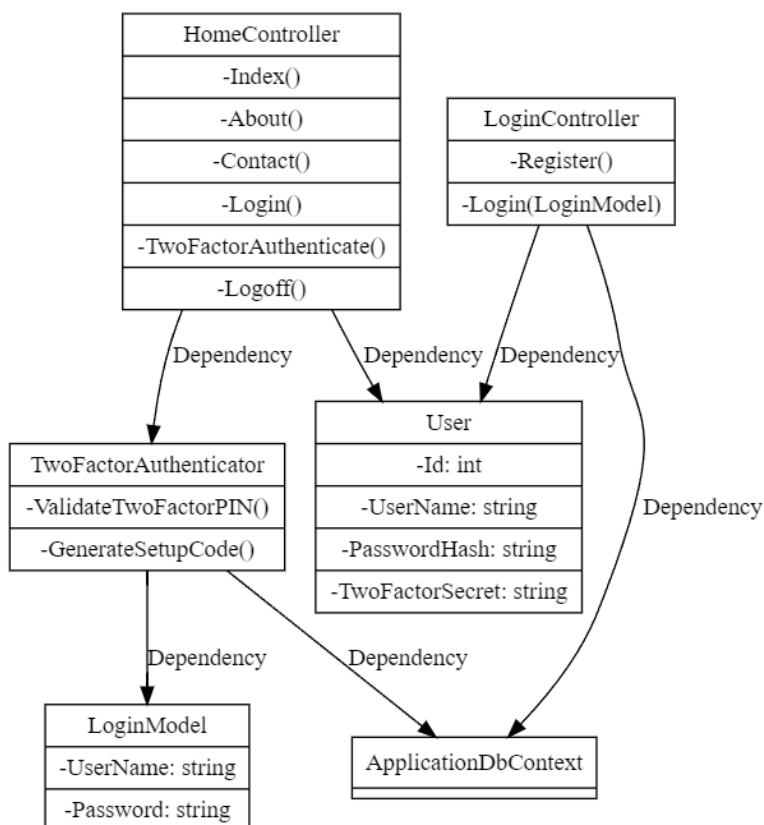 HomeController
-Index()
-About()
-Contact()
-Login()
-TwoFactorAuthenticate()
-Logoff()
LoginController
-Register()
-Login(LoginModel)
Dependency
Dependency
Dependency
User
-Id: int
-UserName: string
-PasswordHash: string
-TwoFactorSecret: string
TwoFactorAuthenticator
-ValidateTwoFactorPIN()
-GenerateSetupCode()
Dependency
Dependency
Dependency
LoginModel
-UserName: string
-Password: string
ApplicationDbContext